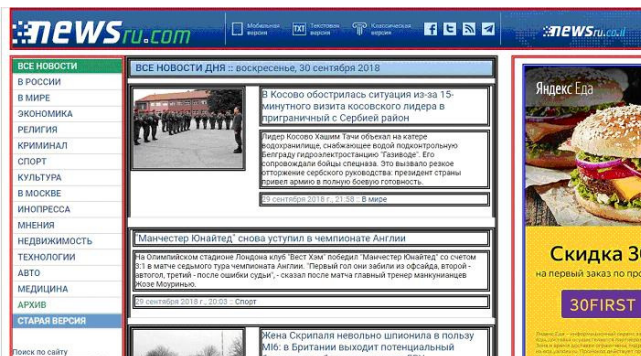 NEWSru.com
Мобильная версия
TXT Текстовая версия
Классическая версия
NEWSru.co.il
ВСЕ НОВОСТИ
В РОССИИ
В МИРЕ
ЭКОНОМИКА
РЕЛИГИЯ
КРИМИНАЛ
СПОРТ
КУЛЬТУРА
В МОСКВЕ
ИНОПРЕССА
МНЕНИЯ
НЕДВИЖИМОСТЬ
ТЕХНОЛОГИИ
АВТО
МЕДИЦИНА
АРХИВ
СТАРАЯ ВЕРСИЯ
Поиск по сайту
ВСЕ НОВОСТИ ДНЯ :: воскресенье, 30 сентября 2018
В Косово обострилась ситуация из-за 15-
минутного визита косовского лидера в
приграничный с Сербией район
Лидер Косово Хашим Тачи объехал на катере
водохранилище, снабжающее водой подконтрольную
Белграду гидроэлектростанцию "Газиводе". Его
сопровождали бойцы спецназа. Это вызвало резкое
отторжение сербского руководства: президент страны
привел армию в полную боевую готовность.
29 сентября 2018 г., 21:58 :: В мире
"Манчестер Юнайтед" снова уступил в чемпионате Англии
На Олимпийском стадионе Лондона клуб "Вест Хэм" победил "Манчестер Юнайтед" со счетом
3:1 в матче седьмого тура чемпионата Англии. "Первый гол они забили из офсайда, второй -
автогол, третий - после ошибки судьи", - сказал после матча главный тренер манкунианцев
Жозе Моуринью.
29 сентября 2018 г., 20:03 :: Спорт
Жена Скрипаля невольно шпионила в пользу
MI6: в Британии выходит потенциальный
Яндекс Еда
Скидка 30
на первый заказ по про
30FIRST